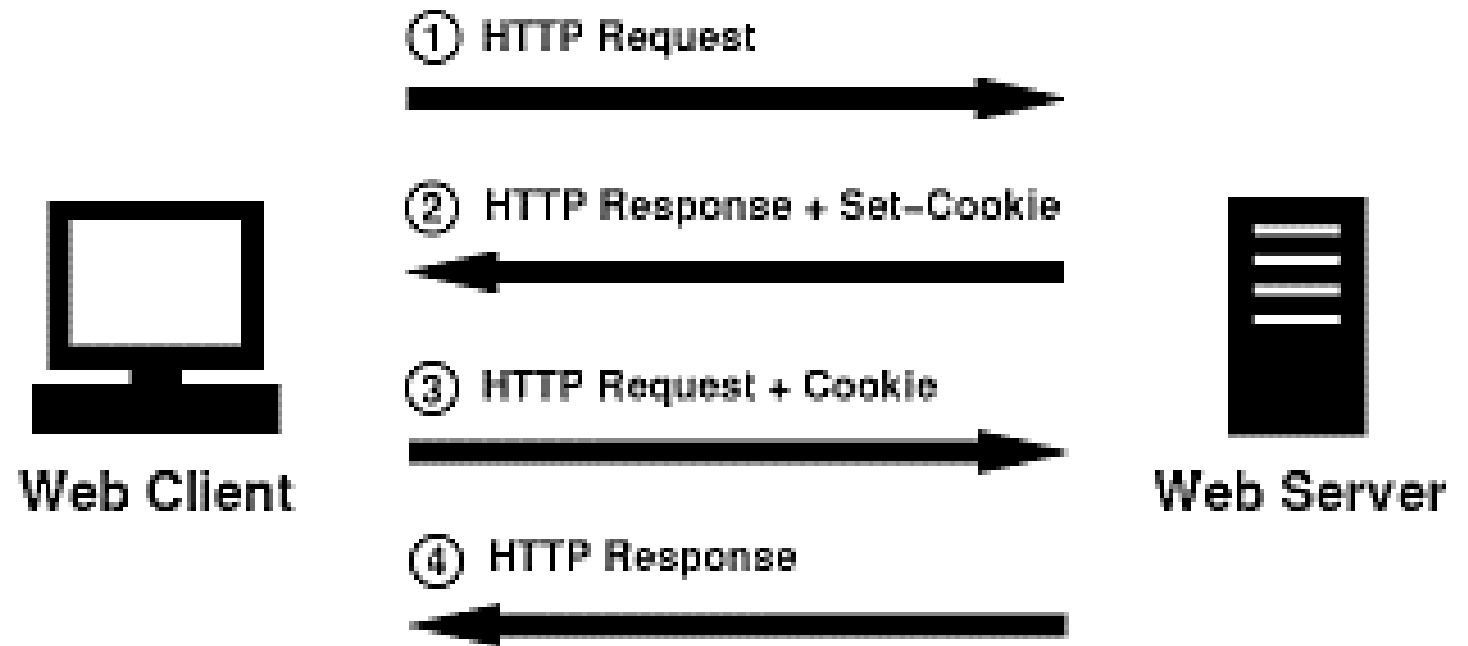 ① HTTP Request
② HTTP Response + Set-Cookie
③ HTTP Request + Cookie
Web Client
Web Server
④ HTTP Response